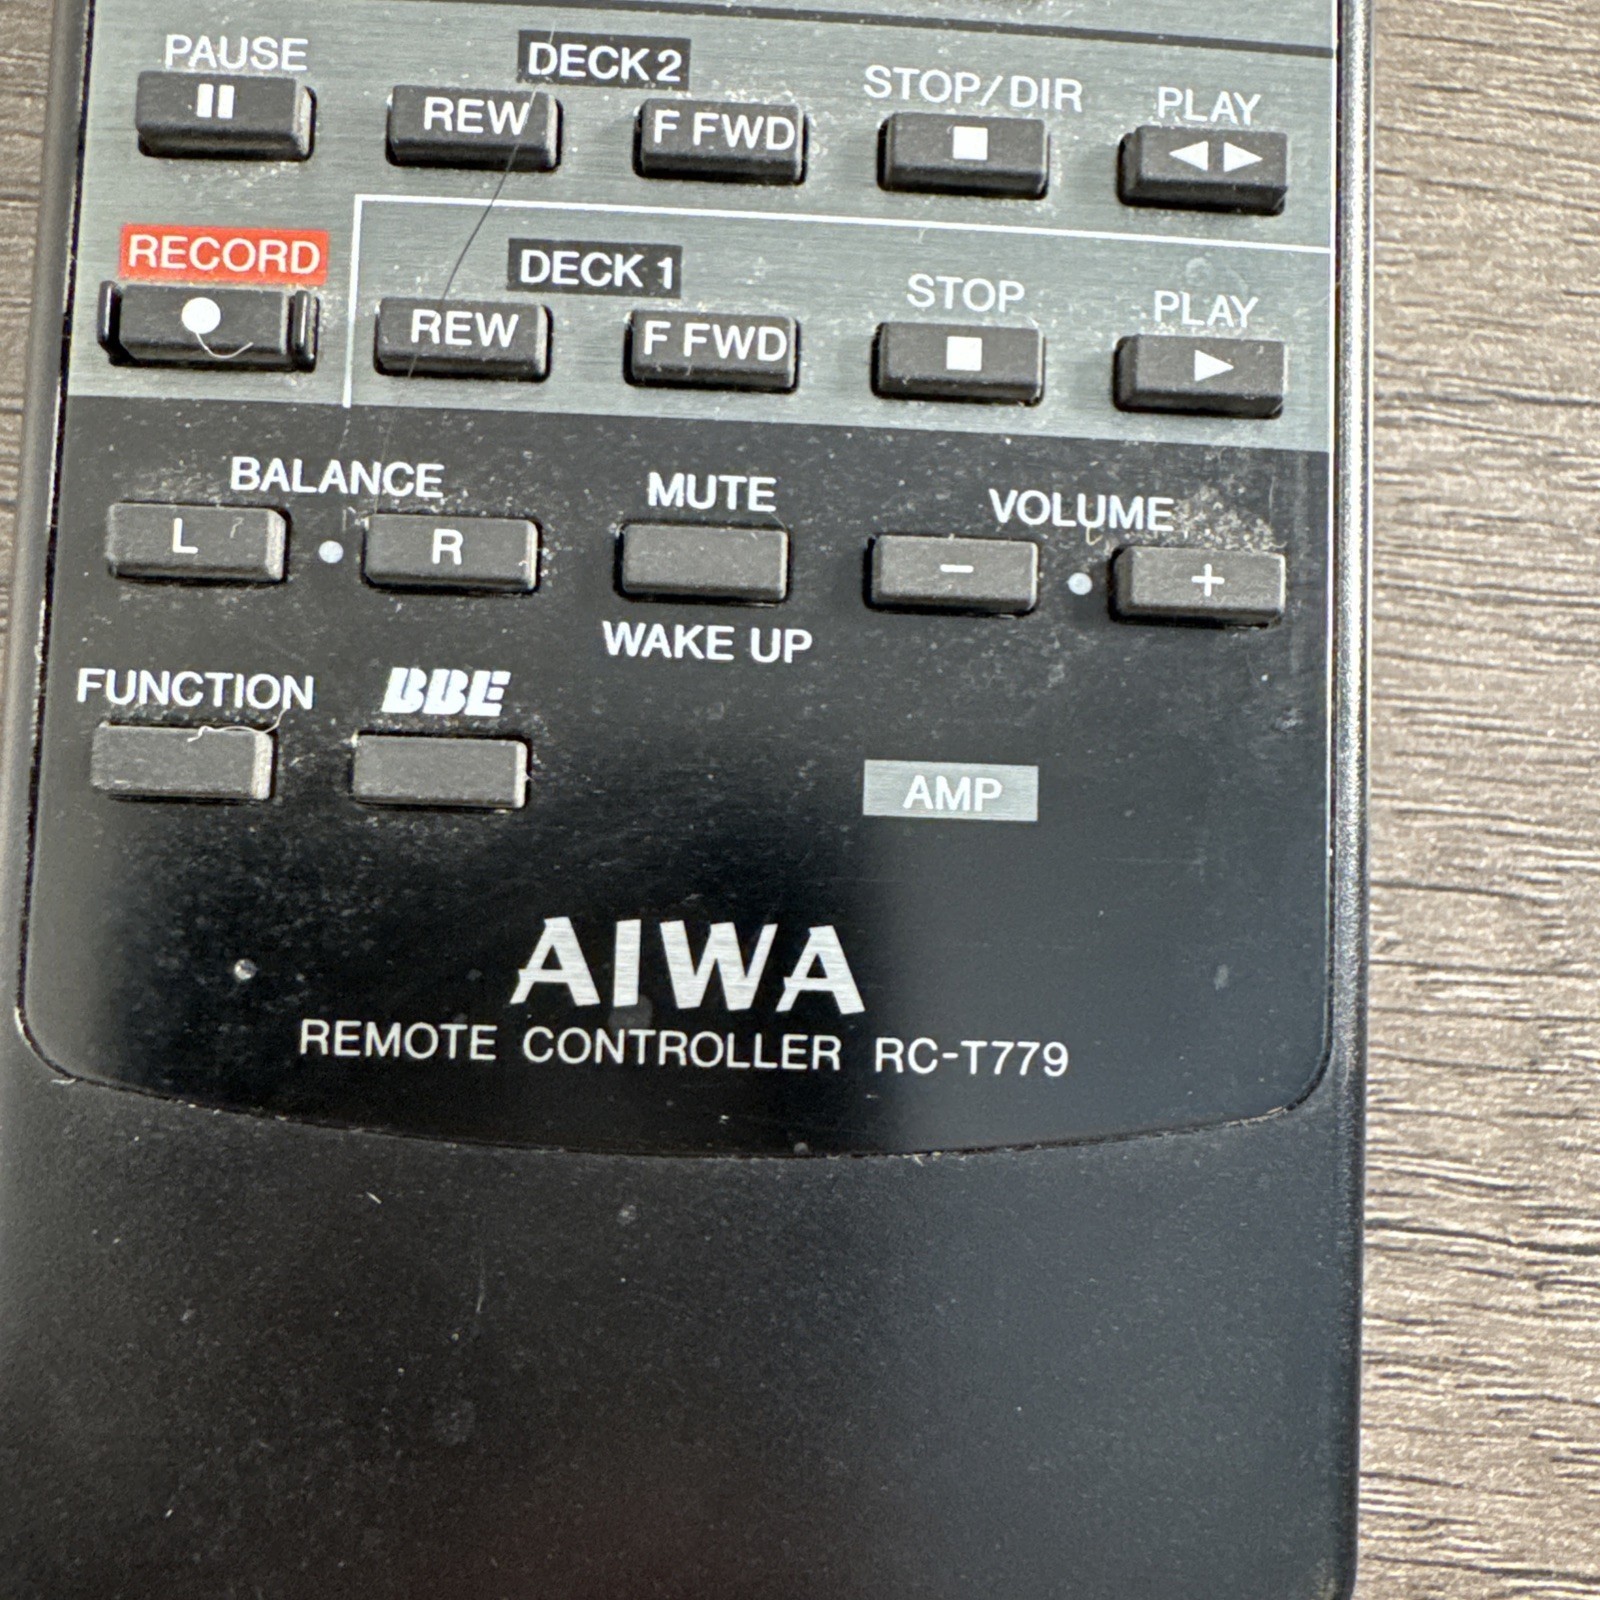 PAUSE
DECK 2
STOP/DIR
PLAY
REW
F FWD
RECORD
DECK 1
STOP
PLAY
REW
F FWD
BALANCE
MUTE
VOLUME
L
R
−
+
WAKE UP
FUNCTION
BBE
AMP
AIWA
REMOTE CONTROLLER RC-T779